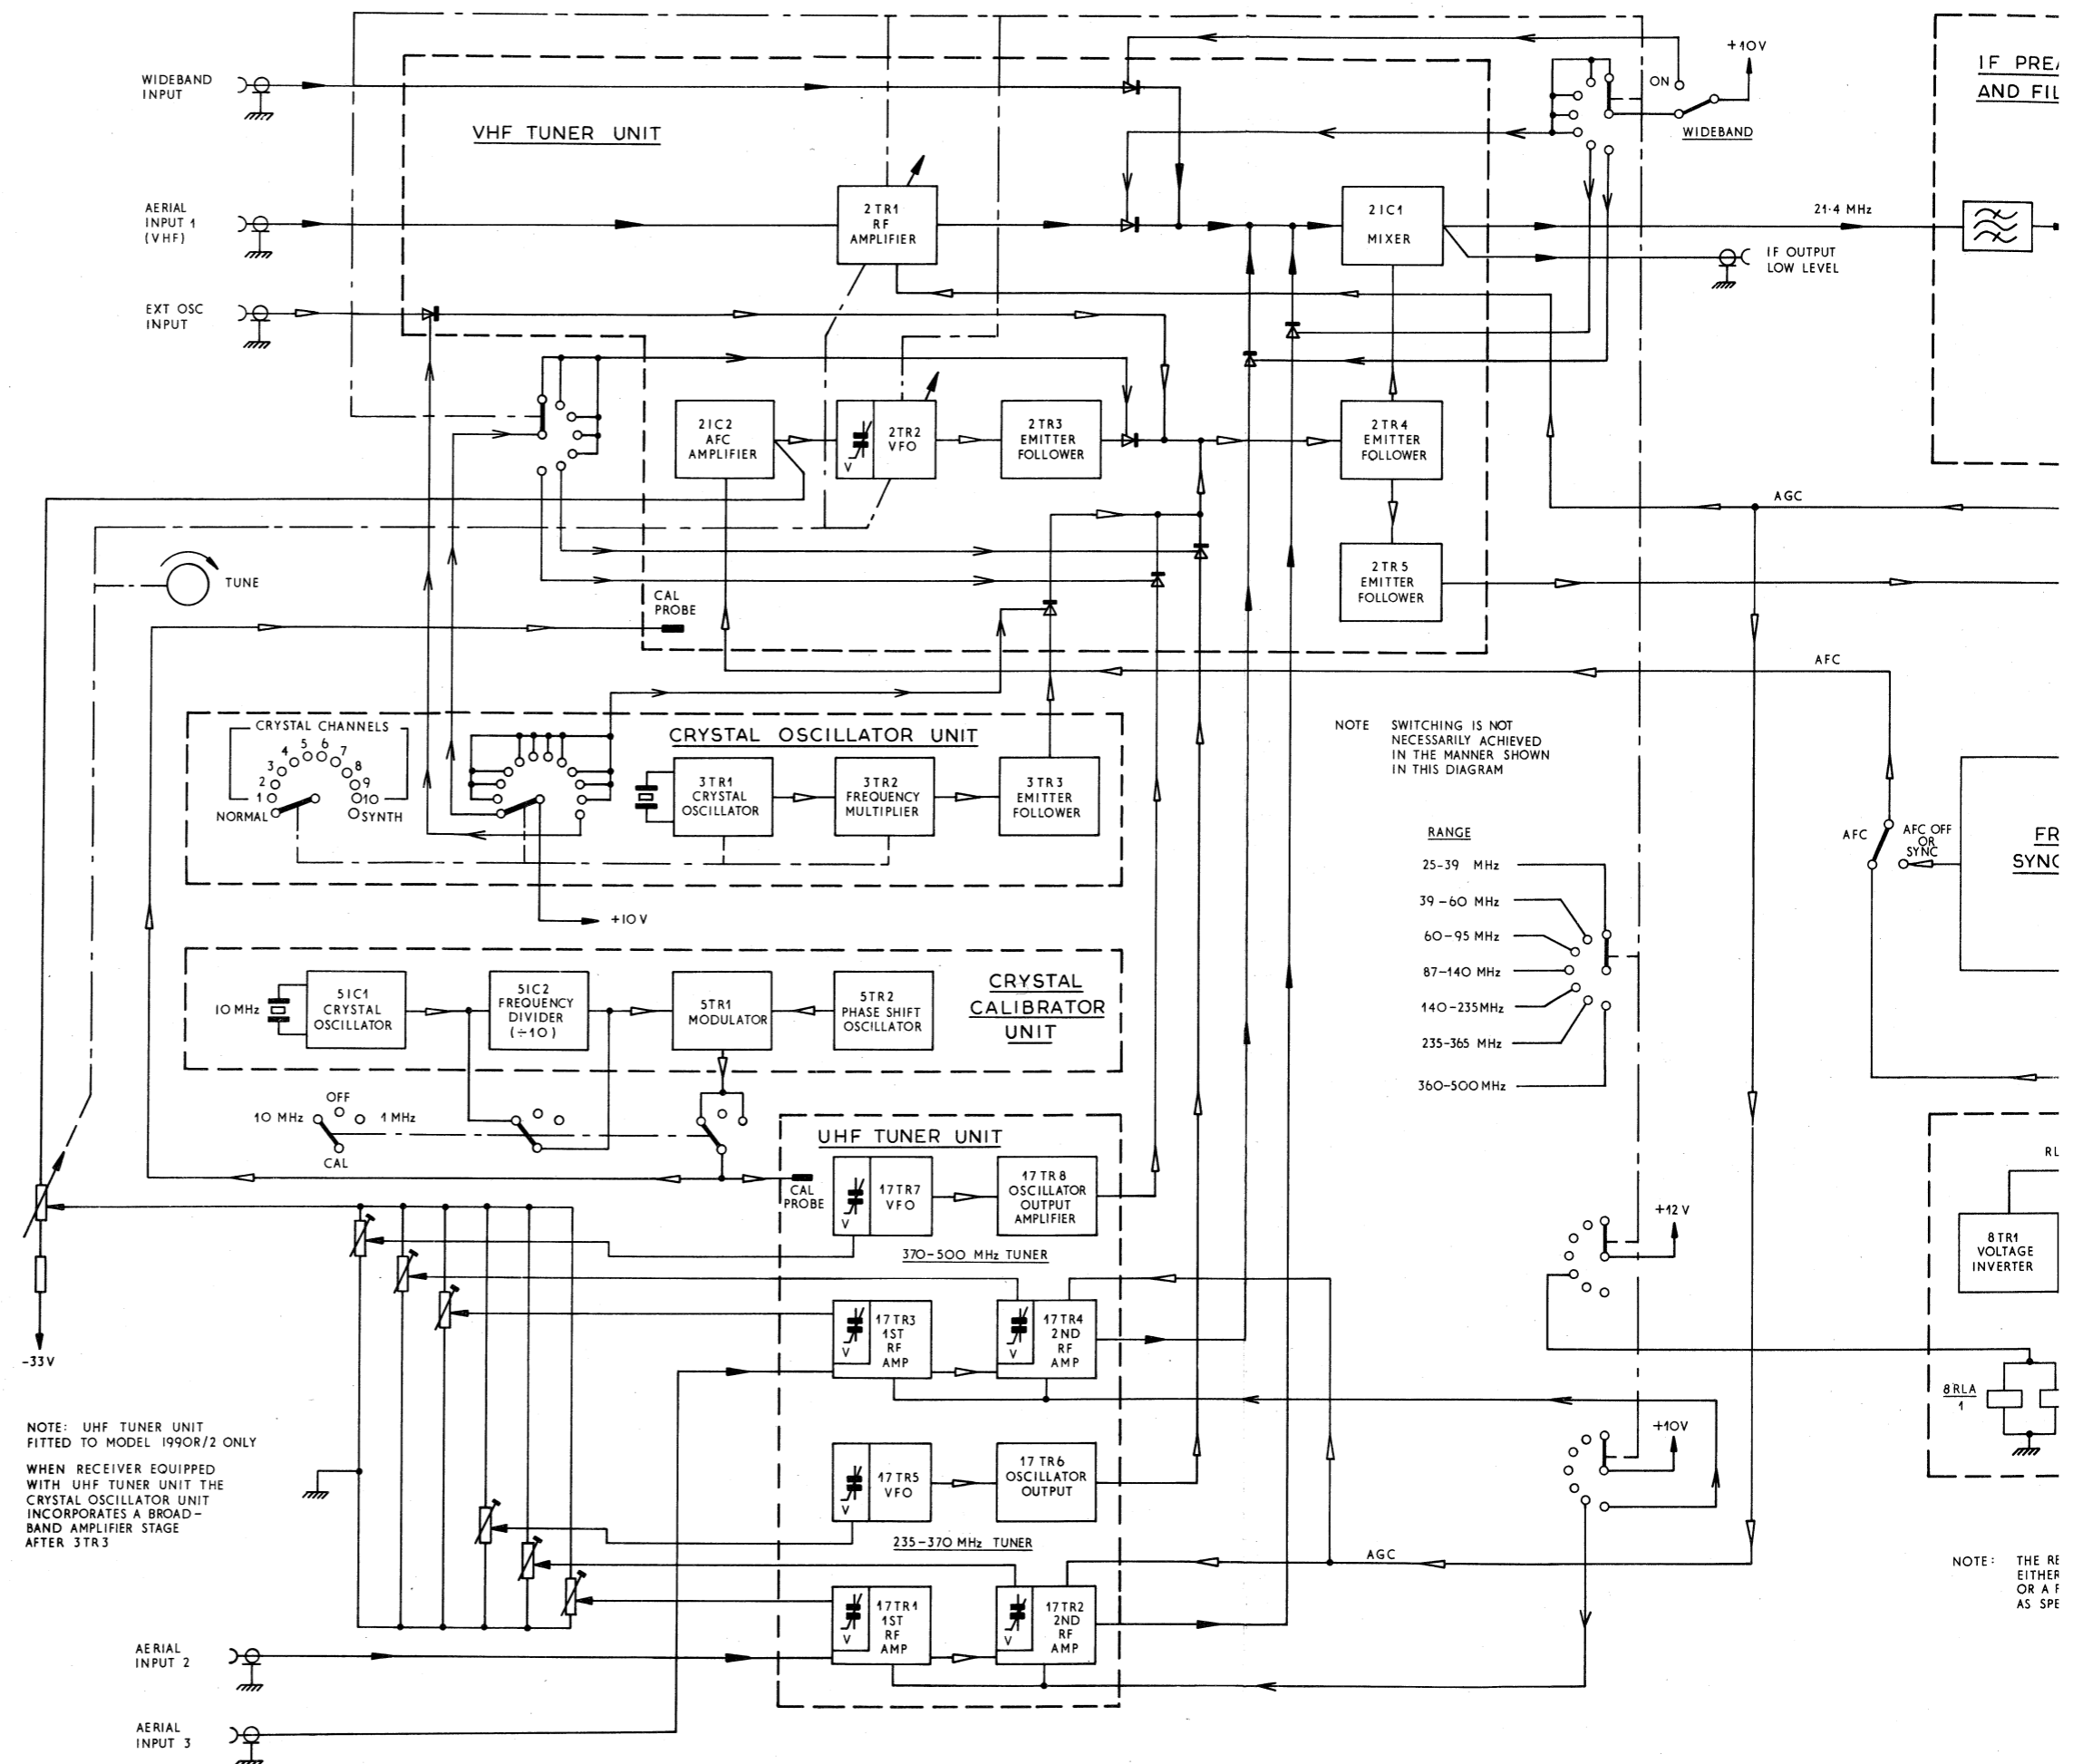 WIDEBAND
INPUT
VHF TUNER UNIT
+10V
ON
WIDEBAND
IF PRE
AND FIL
AERIAL
INPUT 1
(VHF)
2TR1
RF
AMPLIFIER
2IC1
MIXER
21·4 MHz
IF OUTPUT
LOW LEVEL
EXT OSC
INPUT
2IC2
AFC
AMPLIFIER
V
2TR2
VFO
2TR3
EMITTER
FOLLOWER
2TR4
EMITTER
FOLLOWER
AGC
TUNE
CAL
PROBE
2TR5
EMITTER
FOLLOWER
AFC
CRYSTAL CHANNELS
1
2
3
4
5
6
7
8
9
10
NORMAL
SYNTH
CRYSTAL OSCILLATOR UNIT
3TR1
CRYSTAL
OSCILLATOR
3TR2
FREQUENCY
MULTIPLIER
3TR3
EMITTER
FOLLOWER
+10V
NOTE SWITCHING IS NOT
NECESSARILY ACHIEVED
IN THE MANNER SHOWN
IN THIS DIAGRAM
RANGE
25-39 MHz
39-60 MHz
60-95 MHz
87-140 MHz
140-235MHz
235-365 MHz
360-500MHz
AFC
AFC OFF
OR
SYNC
FR
SYNC
10MHz
5IC1
CRYSTAL
OSCILLATOR
5IC2
FREQUENCY
DIVIDER
(÷10)
5TR1
MODULATOR
5TR2
PHASE SHIFT
OSCILLATOR
CRYSTAL
CALIBRATOR
UNIT
OFF
10 MHz
1 MHz
CAL
UHF TUNER UNIT
CAL
PROBE
V
17TR7
VFO
17TR8
OSCILLATOR
OUTPUT
AMPLIFIER
370-500 MHz TUNER
V
17TR3
1ST
RF
AMP
V
17TR4
2ND
RF
AMP
+12V
RL
8TR1
VOLTAGE
INVERTER
8RLA
1
+10V
-33V
NOTE: UHF TUNER UNIT
FITTED TO MODEL 1990R/2 ONLY
WHEN RECEIVER EQUIPPED
WITH UHF TUNER UNIT THE
CRYSTAL OSCILLATOR UNIT
INCORPORATES A BROAD-
BAND AMPLIFIER STAGE
AFTER 3TR3
V
17TR5
VFO
17TR6
OSCILLATOR
OUTPUT
235-370MHz TUNER
AGC
V
17TR1
1ST
RF
AMP
V
17TR2
2ND
RF
AMP
NOTE: THE RE
EITHER
OR A F
AS SPE
AERIAL
INPUT 2
AERIAL
INPUT 3